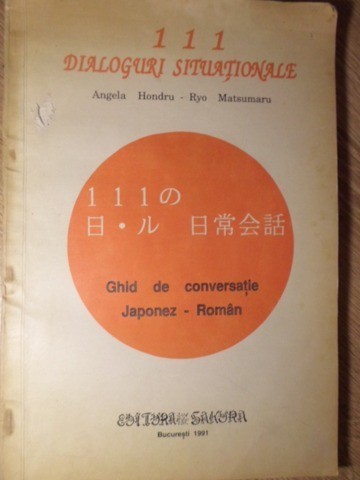 1 1 1
DIALOGURI SITUAȚIONALE
Angela Hondru - Ryo Matsumaru
１１１の
日・ル 日常会話
Ghid de conversație
Japonez - Român
EDITURA SAKURA
București 1991